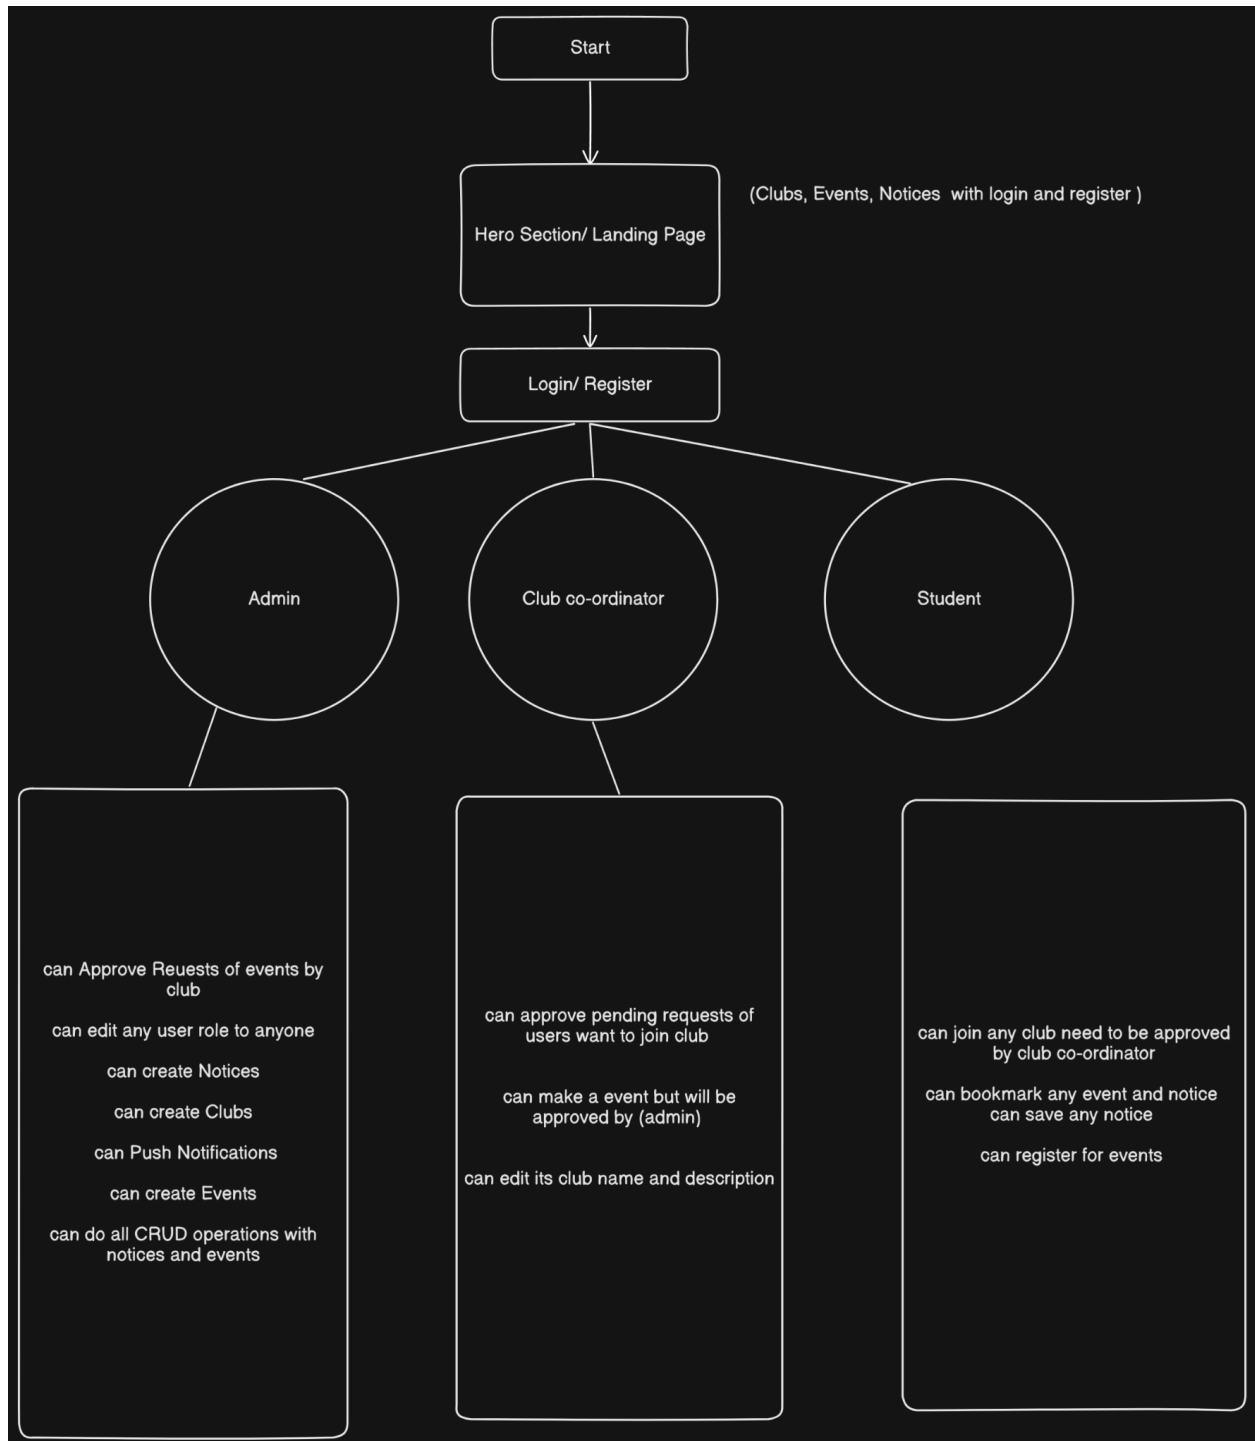 Start
(Clubs, Events, Notices  with login and register )
Hero Section/ Landing Page
Login/ Register
Admin
Club co-ordinator
Student
can Approve Reuests of events by
club
can edit any user role to anyone
can create Notices
can create Clubs
can Push Notifications
can create Events
can do all CRUD operations with
notices and events
can approve pending requests of
users want to join club
can make a event but will be
approved by (admin)
can edit its club name and description
can join any club need to be approved
by club co-ordinator
can bookmark any event and notice
can save any notice
can register for events